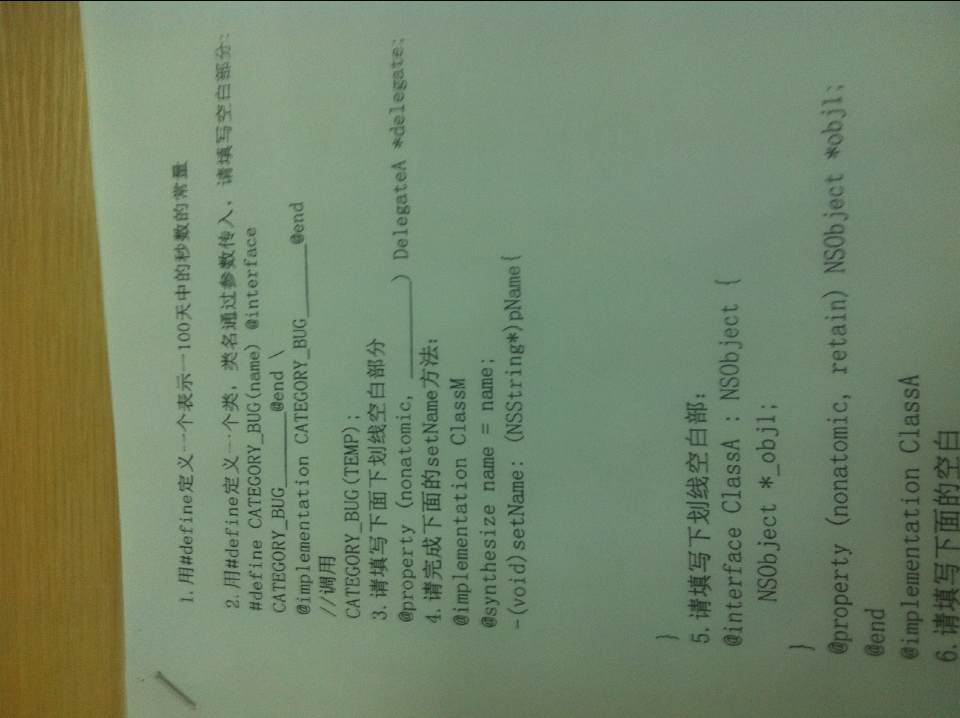 1.用#define定义一个表示一100天中的秒数的常量
2.用#define定义一个类，类名通过参数传入，请填写空白部分：
#define CATEGORY_BUG(name) @interface
CATEGORY_BUG_______@end \
@implementation CATEGORY_BUG_______@end
//调用
CATEGORY_BUG(TEMP);
3.请填写下面下划线空白部分
@property (nonatomic, _________) DelegateA *delegate;
4.请完成下面的setName方法：
@implementation ClassM
@synthesize name = name;
-(void)setName: (NSString*)pName{
}
5.请填写下划线空白部：
@interface ClassA : NSObject {
NSObject *_obj1;
}
@property (nonatomic, retain) NSObject *obj1;
@end
@implementation ClassA
6.请填写下面的空白